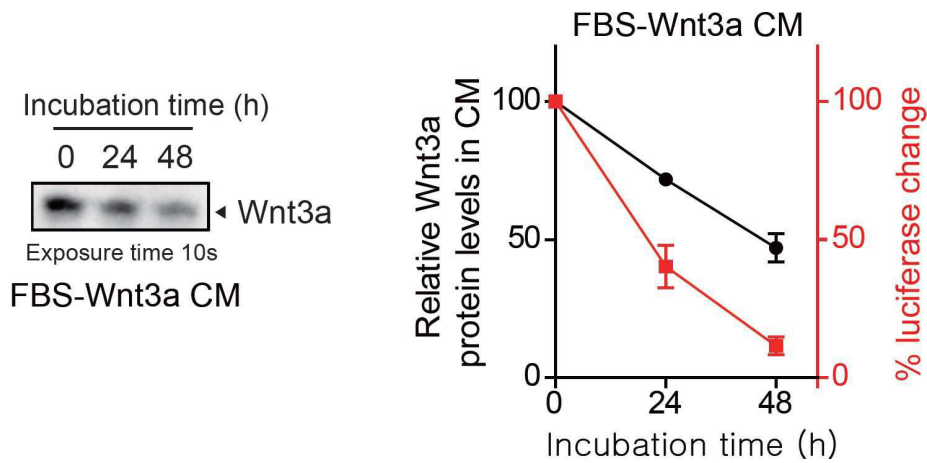 Incubation time (h)
0 24 48
◄ Wnt3a
Exposure time 10s
FBS-Wnt3a CM
FBS-Wnt3a CM
Relative Wnt3a
protein levels in CM
100
50
0
100
50
0
% luciferase change
0 24 48
Incubation time (h)